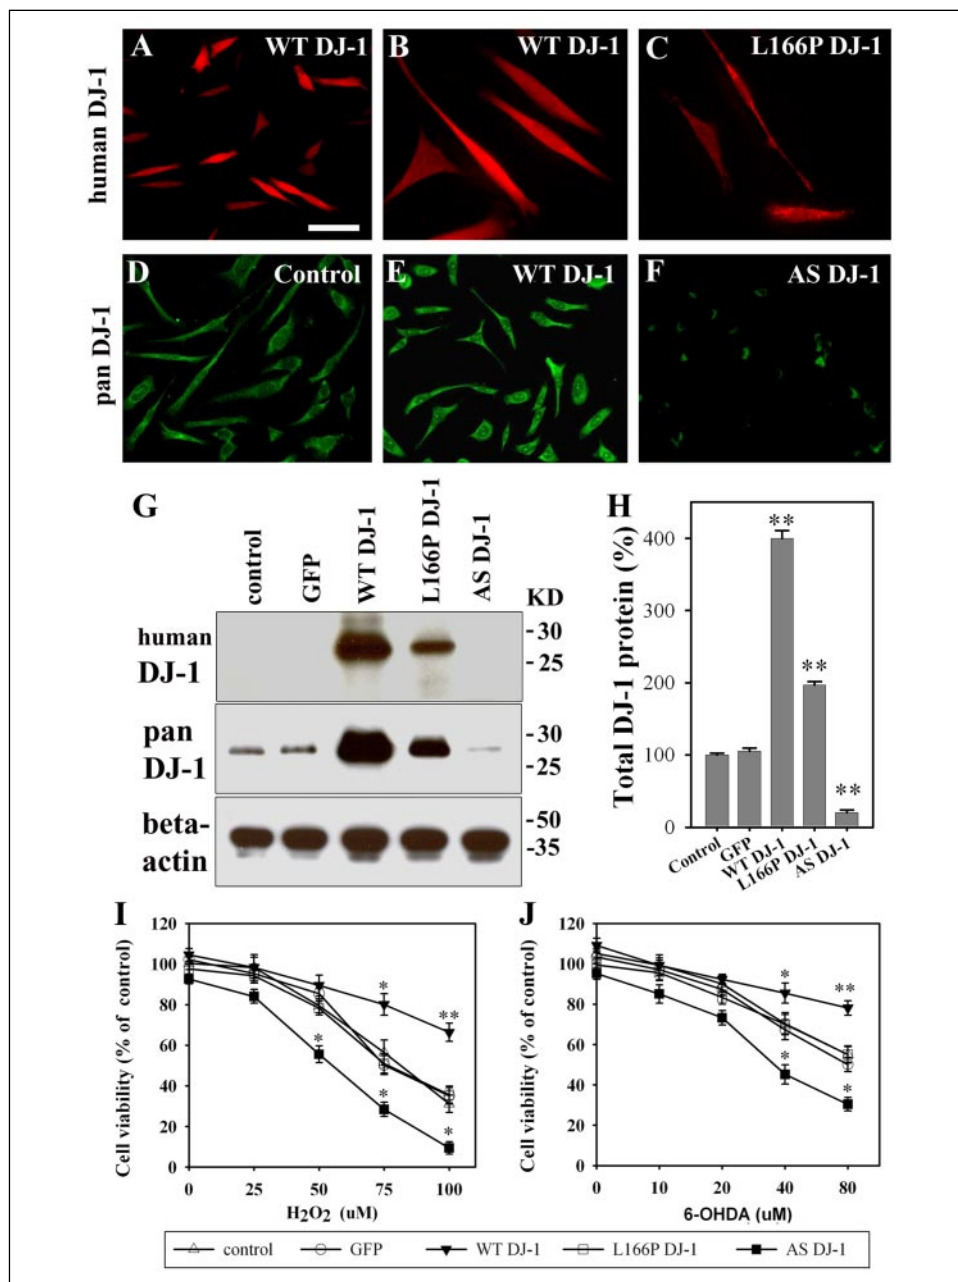 A WT DJ-1
B WT DJ-1
C L166P DJ-1
human DJ-1
D Control
E WT DJ-1
F AS DJ-1
pan DJ-1
G
control
GFP
WT DJ-1
L166P DJ-1
AS DJ-1
KD
human
DJ-1
-30
-25
pan
DJ-1
-30
-25
beta-
actin
-50
-35
H
Total DJ-1 protein (%)
400
300
200
100
0
**
**
**
Control
GFP
WT DJ-1
L166P DJ-1
AS DJ-1
I
Cell viability (% of control)
120
100
80
60
40
20
0
*
**
*
*
*
0 25 50 75 100
H2O2 (uM)
J
Cell viability (% of control)
120
100
80
60
40
20
0
*
**
*
*
0 10 20 40 80
6-OHDA (uM)
control GFP WT DJ-1 L166P DJ-1 AS DJ-1